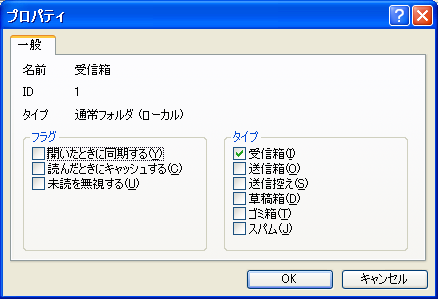 プロパティ
一般
名前 受信箱
ID 1
タイプ 通常フォルダ (ローカル)
フラグ
開いたときに同期する(Y)
読んだときにキャッシュする(C)
未読を無視する(U)
タイプ
受信箱(I)
送信箱(O)
送信控え(S)
草稿箱(D)
ゴミ箱(T)
スパム(J)
OK キャンセル